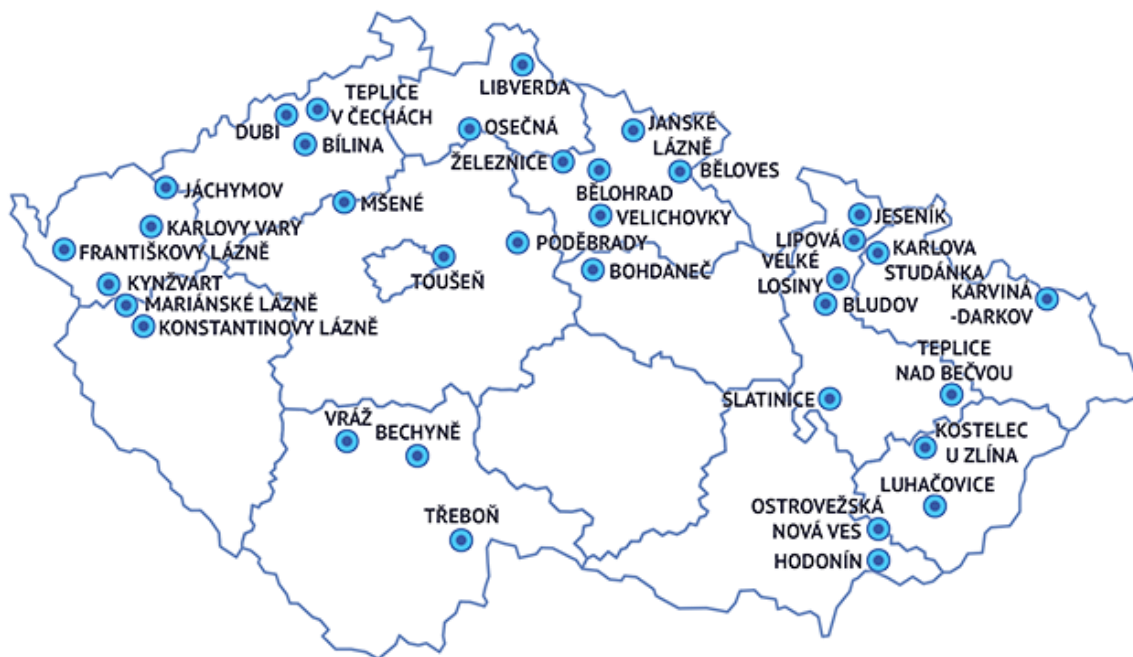 LIBVERDA
TEPLICE
V ČECHÁCH
DUBI
BÍLINA
OSEČNÁ
JANSKÉ
LÁZNĚ
ŽELEZNICE
BĚLOVES
BĚLOHRAD
JÁCHYMOV
MŠENÉ
VELICHOVKY
JESENÍK
KARLOVY VARY
FRANTIŠKOVY LÁZNĚ
PODĚBRADY
LIPOVÁ
KARLOVA
STUDÁNKA
VELKÉ
LOSINY
TOUŠEŇ
BOHDANEČ
KYNŽVART
MARIÁNSKÉ LÁZNĚ
KONSTANTINOVY LÁZNĚ
BLUDOV
KARVINÁ
-DARKOV
TEPLICE
NAD BEČVOU
SLATINICE
VRÁŽ
BECHYNĚ
KOSTELEC
U ZLÍNA
LUHAČOVICE
OSTROVEŽSKÁ
NOVÁ VES
TŘEBOŇ
HODONÍN